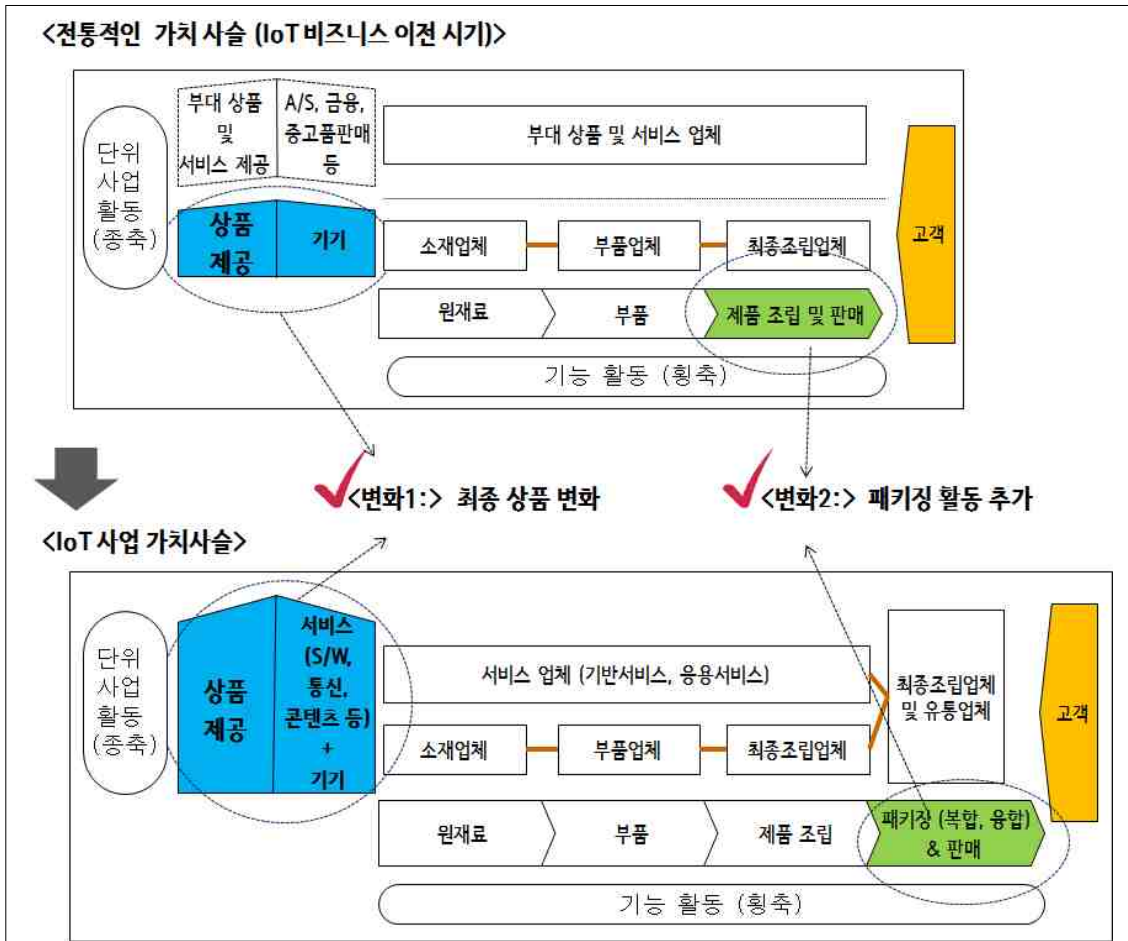 <전통적인 가치 사슬 (IoT 비즈니스 이전 시기)>
단위
사업
활동
(종축)
부대 상품
및
서비스 제공
A/S, 금융,
중고품판매
등
부대 상품 및 서비스 업체
상품
제공
기기
소재업체
부품업체
최종조립업체
고객
원재료
부품
제품 조립 및 판매
기능 활동 (횡축)
<변화1:> 최종 상품 변화
<변화2:> 패키징 활동 추가
<IoT 사업 가치사슬>
단위
사업
활동
(종축)
상품
제공
서비스
(S/W,
통신,
콘텐츠 등)
+
기기
서비스 업체 (기반서비스, 응용서비스)
소재업체
부품업체
최종조립업체
최종조립업체
및 유통업체
고객
원재료
부품
제품 조립
패키징 (복합, 융합)
& 판매
기능 활동 (횡축)